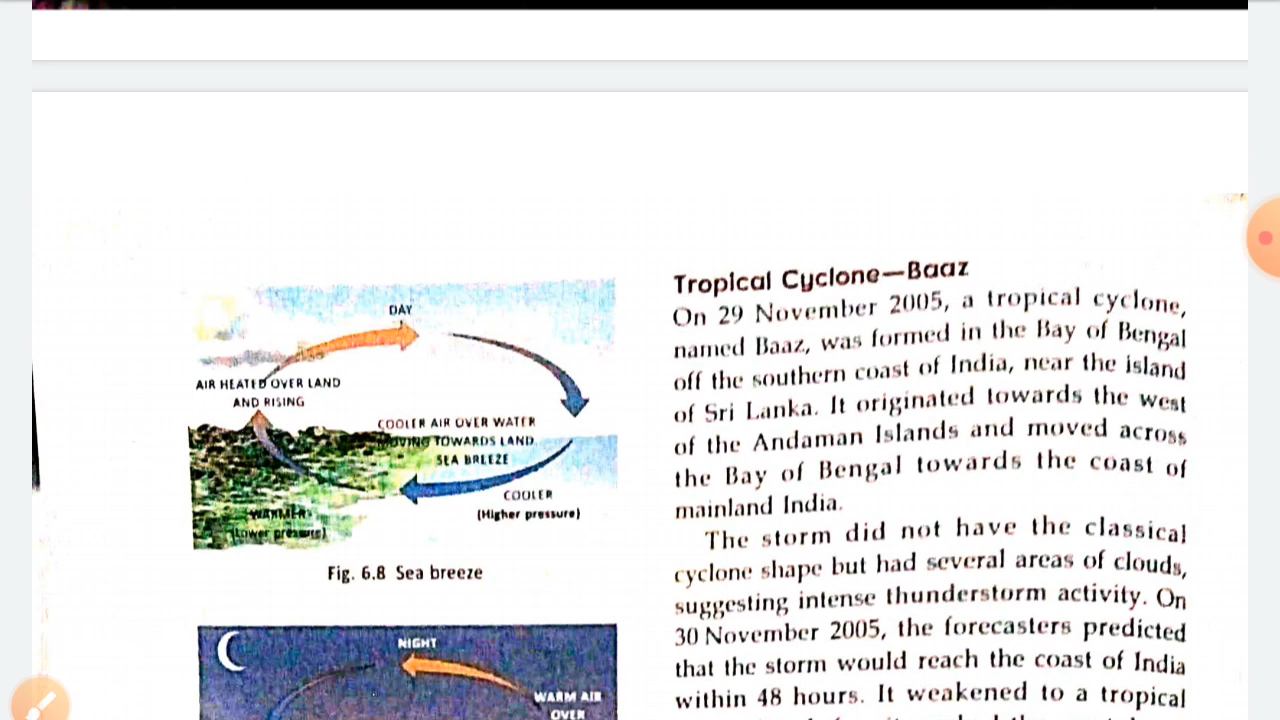 DAY
AIR HEATED OVER LAND
AND RISING
COOLER AIR OVER WATER
MOVING TOWARDS LAND
SEA BREEZE
COOLER
(Higher pressure)
WARMER
(Lower pressure)
Fig. 6.8 Sea breeze
NIGHT
WARM AIR
OVER
Tropical Cyclone—Baaz
On 29 November 2005, a tropical cyclone,
named Baaz, was formed in the Bay of Bengal
off the southern coast of India, near the island
of Sri Lanka. It originated towards the west
of the Andaman Islands and moved across
the Bay of Bengal towards the coast of
mainland India.
The storm did not have the classical
cyclone shape but had several areas of clouds,
suggesting intense thunderstorm activity. On
30 November 2005, the forecasters predicted
that the storm would reach the coast of India
within 48 hours. It weakened to a tropical